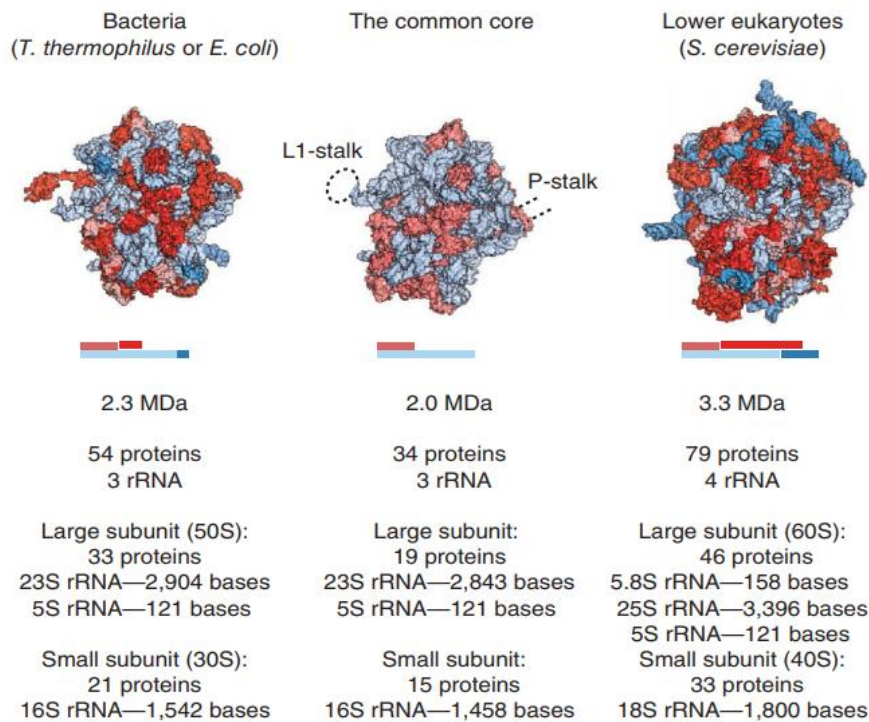 Bacteria
(T. thermophilus or E. coli)
The common core
Lower eukaryotes
(S. cerevisiae)
L1-stalk
P-stalk
2.3 MDa
2.0 MDa
3.3 MDa
54 proteins
3 rRNA
34 proteins
3 rRNA
79 proteins
4 rRNA
Large subunit (50S):
33 proteins
23S rRNA—2,904 bases
5S rRNA—121 bases
Large subunit:
19 proteins
23S rRNA—2,843 bases
5S rRNA—121 bases
Large subunit (60S):
46 proteins
5.8S rRNA—158 bases
25S rRNA—3,396 bases
5S rRNA—121 bases
Small subunit (30S):
21 proteins
16S rRNA—1,542 bases
Small subunit:
15 proteins
16S rRNA—1,458 bases
Small subunit (40S):
33 proteins
18S rRNA—1,800 bases